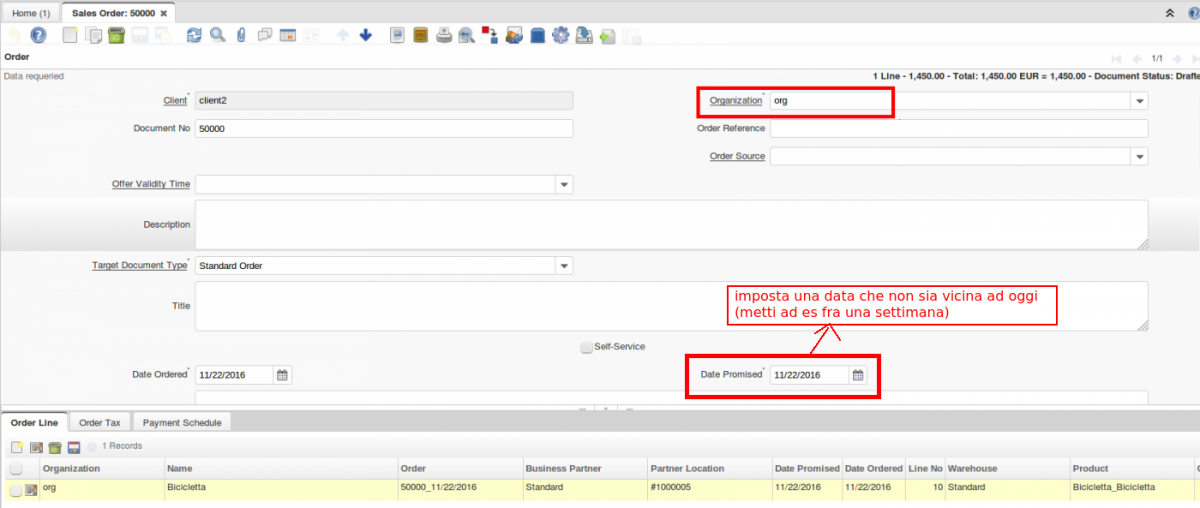 Home (1)
Sales Order: 50000
Order
1/1
Data requeried
1 Line - 1,450.00 - Total: 1,450.00 EUR = 1,450.00 - Document Status: Drafte
Client
client2
Organization
org
Document No
50000
Order Reference
Order Source
Offer Validity Time
Description
Target Document Type
Standard Order
Title
imposta una data che non sia vicina ad oggi
(metti ad es fra una settimana)
Self-Service
Date Ordered
11/22/2016
Date Promised
11/22/2016
Order Line
Order Tax
Payment Schedule
1 Records
Organization Name Order Business Partner Partner Location Date Promised Date Ordered Line No Warehouse Product
org Bicicletta 50000_11/22/2016 Standard #1000005 11/22/2016 11/22/2016 10 Standard Bicicletta_Bicicletta